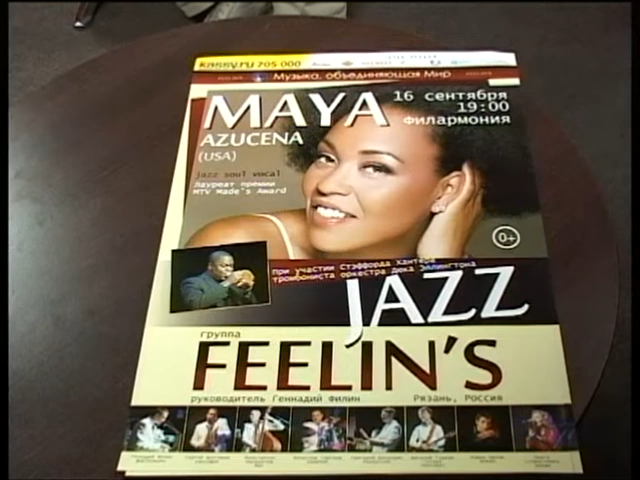 kassy.ru 705 000
Музыка, объединяющая Мир
MAYA
16 сентября
19:00
филармония
AZUCENA
(USA)
jazz soul vocal
Лауреат премии
MTV Made's Award
0+
При участии Стэффорда Хантера
тромбониста оркестра Дюка Эллингтона
JAZZ
группа
FEELIN'S
руководитель Геннадий Филин
Рязань, Россия